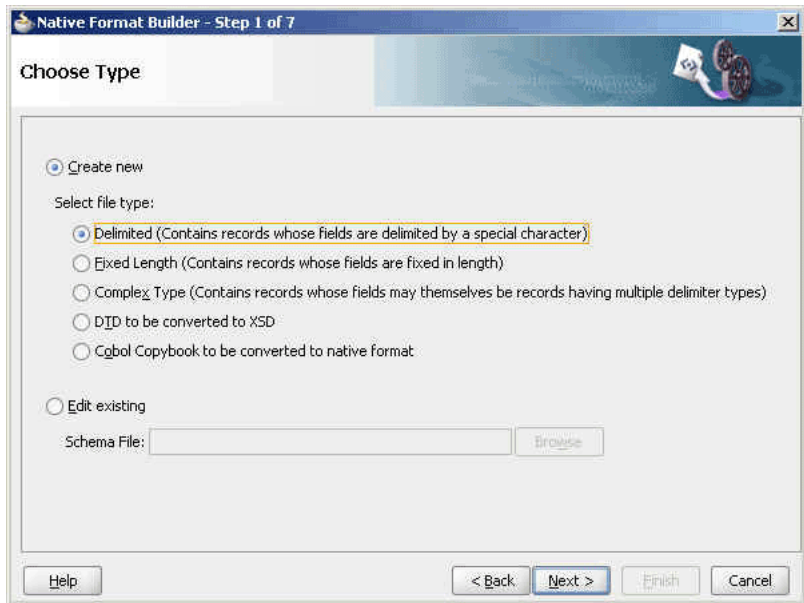 Native Format Builder - Step 1 of 7
Choose Type
Create new
Select file type:
Delimited (Contains records whose fields are delimited by a special character)
Fixed Length (Contains records whose fields are fixed in length)
Complex Type (Contains records whose fields may themselves be records having multiple delimiter types)
DTD to be converted to XSD
Cobol Copybook to be converted to native format
Edit existing
Schema File: Browse
Help < Back Next > Finish Cancel